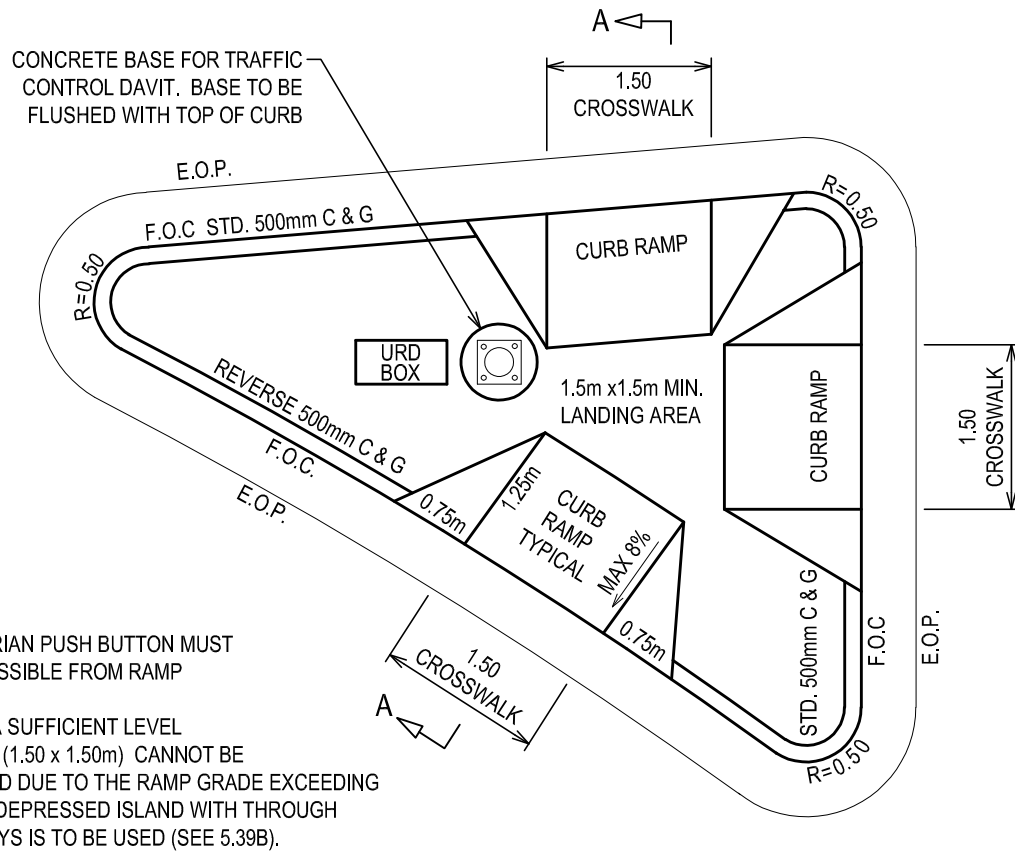 A
CONCRETE BASE FOR TRAFFIC
CONTROL DAVIT. BASE TO BE
FLUSHED WITH TOP OF CURB
1.50
CROSSWALK
E.O.P.
F.O.C STD. 500mm C & G
R=0.50
R=0.50
CURB RAMP
URD
BOX
1.5m x1.5m MIN.
LANDING AREA
CURB RAMP
1.50
CROSSWALK
REVERSE 500mm C & G
F.O.C.
E.O.P.
0.75m
1.25m
CURB
RAMP
TYPICAL
MAX 8%
0.75m
STD. 500mm C & G
F.O.C
E.O.P.
R=0.50
1.50
CROSSWALK
A
RIAN PUSH BUTTON MUST
SSIBLE FROM RAMP
A SUFFICIENT LEVEL
(1.50 x 1.50m) CANNOT BE
D DUE TO THE RAMP GRADE EXCEEDING
DEPRESSED ISLAND WITH THROUGH
YS IS TO BE USED (SEE 5.39B).